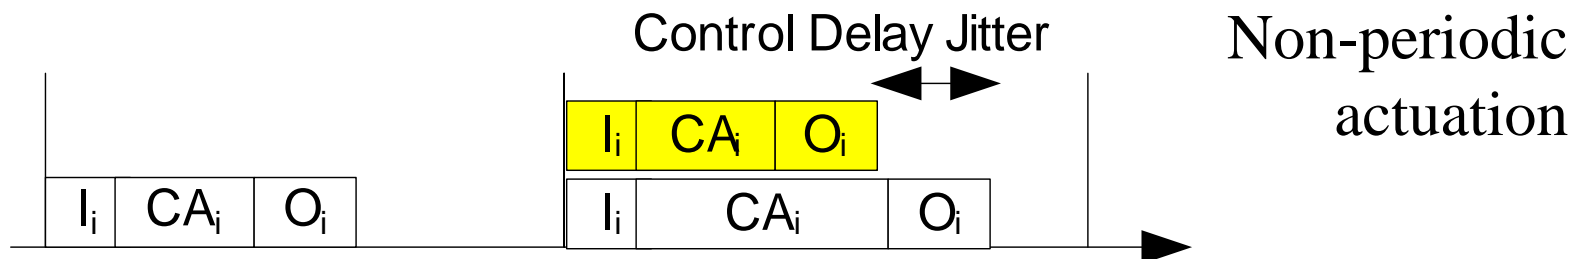 Control Delay Jitter
Non-periodic
actuation
Iᵢ CAᵢ Oᵢ
Iᵢ CAᵢ Oᵢ
Iᵢ CAᵢ Oᵢ